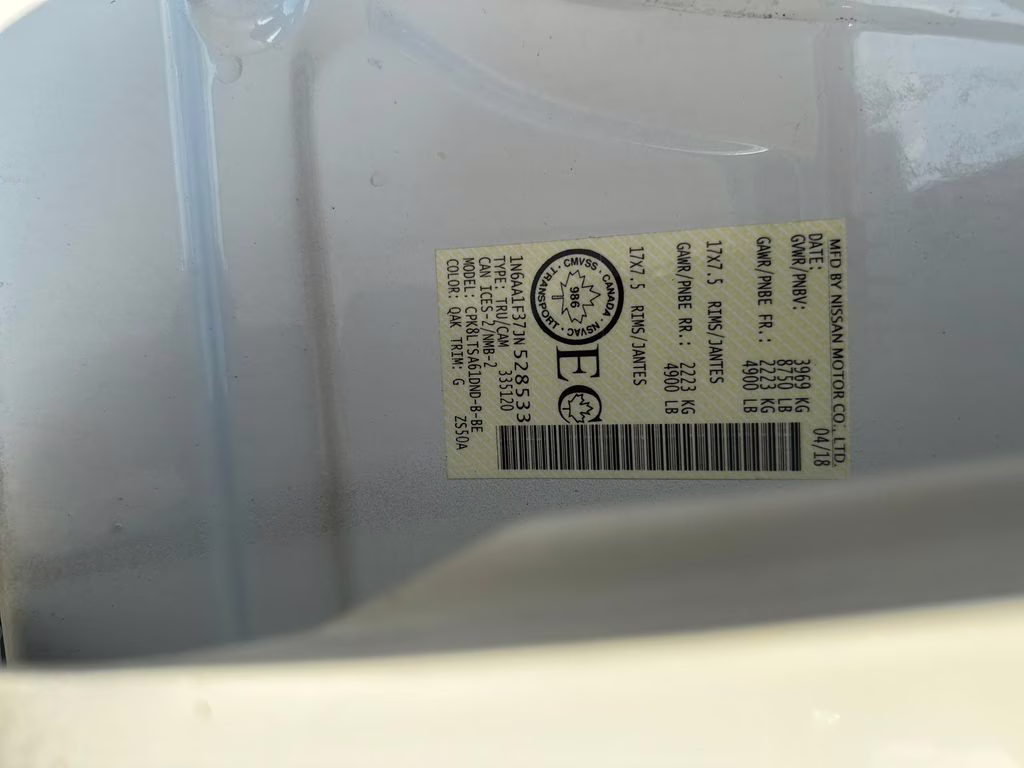 MFD BY NISSAN MOTOR CO., LTD.
DATE: 04/18
GVWR/PNBV: 3969 KG
8750 LB
GAWR/PNBE FR.: 2223 KG
4900 LB
17X7.5 RIMS/JANTES
GAWR/PNBE RR.: 2223 KG
4900 LB
17X7.5 RIMS/JANTES
CMVSS · CANADA · NSVAC · TRANSPORT ·
986
EC
1N6AA1F37JN528533
TYPE: TRU/CAM 335120
CAN ICES-2/NMB-2
MODEL: CPK8LTSA61DND-B-BE
COLOR: QAK TRIM: G ZS50A